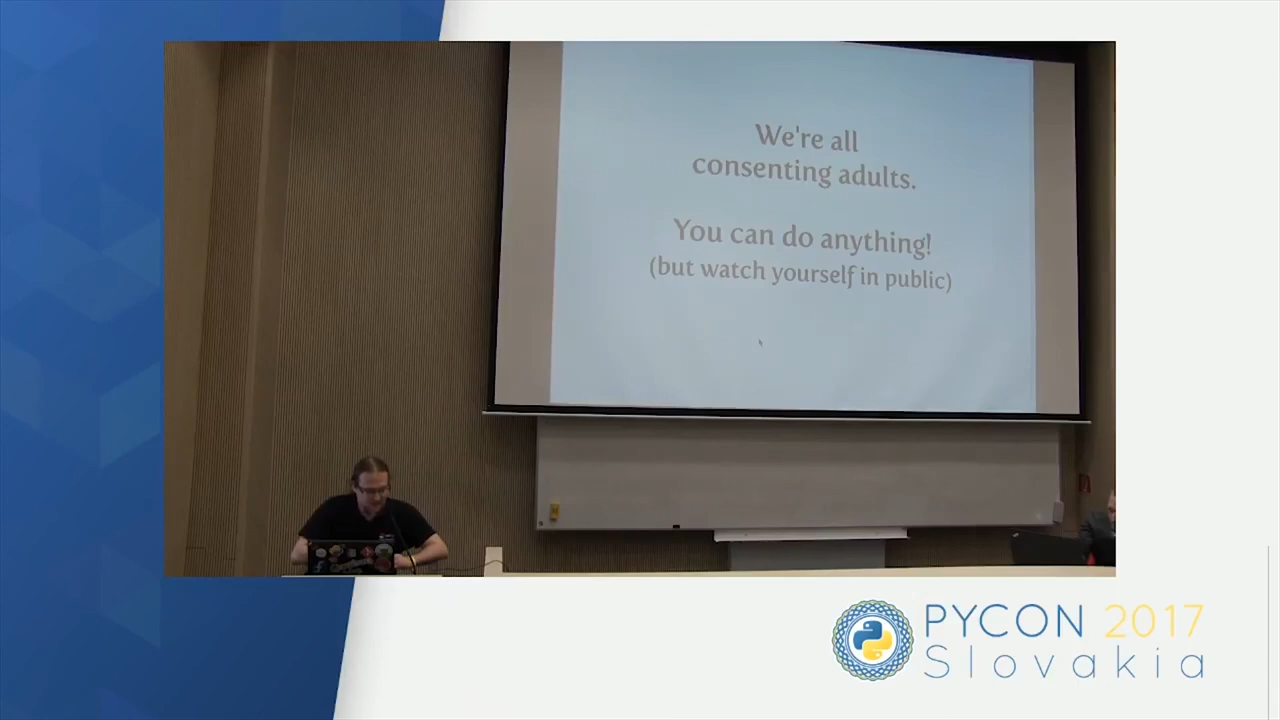 We're all
consenting adults.
You can do anything!
(but watch yourself in public)
PYCON 2017
Slovakia